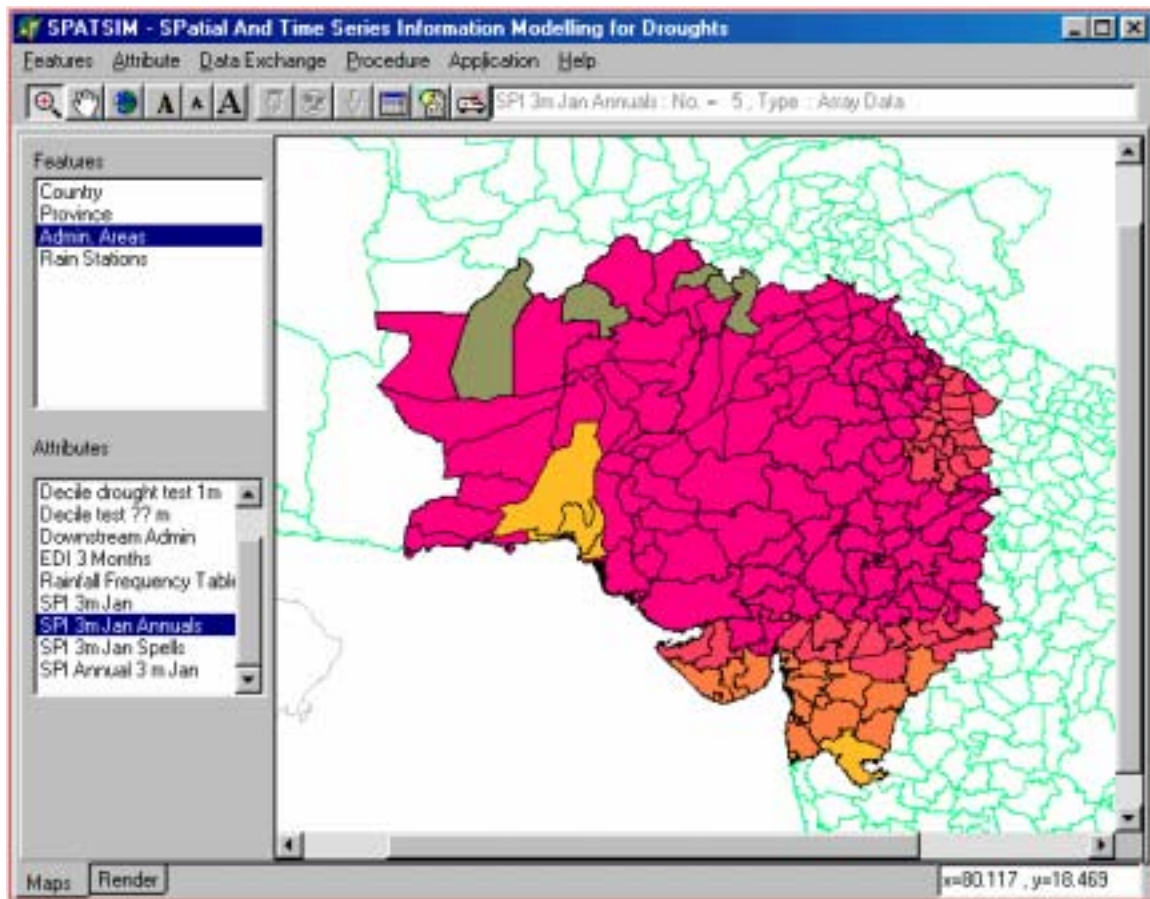 SPATSIM - SPatial And Time Series Information Modelling for Droughts
Features Attribute Data Exchange Procedure Application Help
A A A SPI 3m Jan Annuals : No. = 5 , Type : Array Data
Features
Country
Province
Admin. Areas
Rain Stations
Attributes
Decile drought test 1m
Decile test ?? m
Downstream Admin
EDI 3 Months
Rainfall Frequency Table
SPI 3m Jan
SPI 3m Jan Annuals
SPI 3m Jan Spells
SPI Annual 3 m Jan
Maps Render x=80.117 , y=18.469